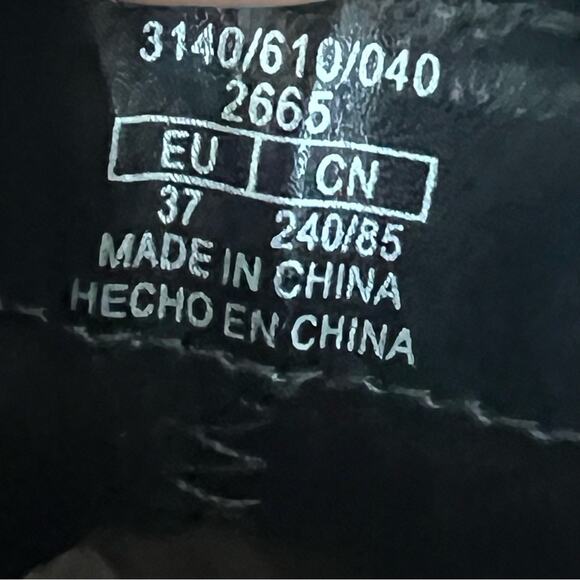 3140/610/040
2665
EU CN
37 240/85
MADE IN CHINA
HECHO EN CHINA